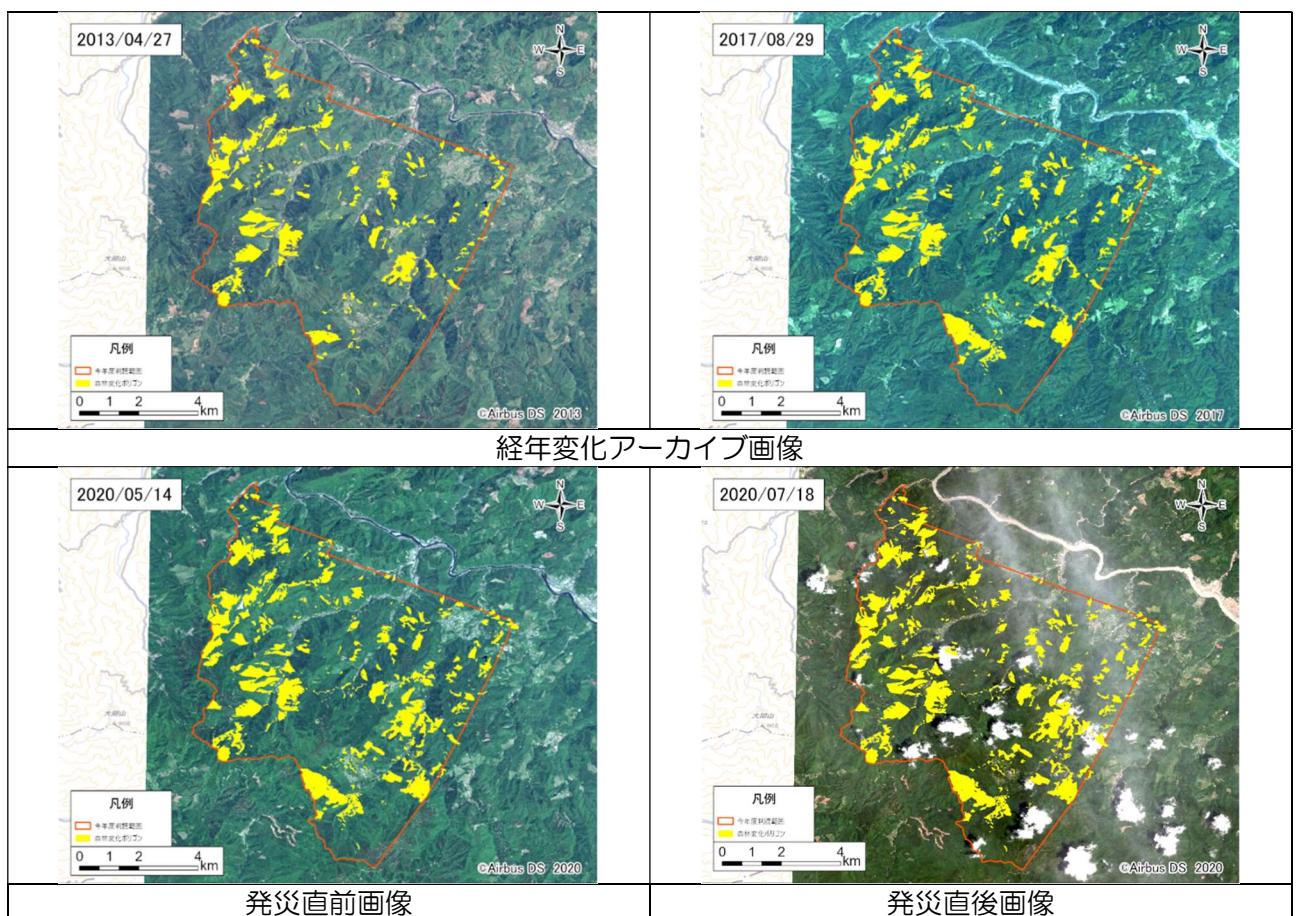 2013/04/27
N
W E
S
凡例
今年度判読範囲
森林変化ポリゴン
0 1 2 4
km
©Airbus DS 2013
2017/08/29
N
W E
S
凡例
今年度判読範囲
森林変化ポリゴン
0 1 2 4
km
©Airbus DS 2017
経年変化アーカイブ画像
2020/05/14
N
W E
S
凡例
今年度判読範囲
森林変化ポリゴン
0 1 2 4
km
©Airbus DS 2020
2020/07/18
N
W E
S
凡例
今年度判読範囲
森林変化ポリゴン
0 1 2 4
km
©Airbus DS 2020
発災直前画像
発災直後画像